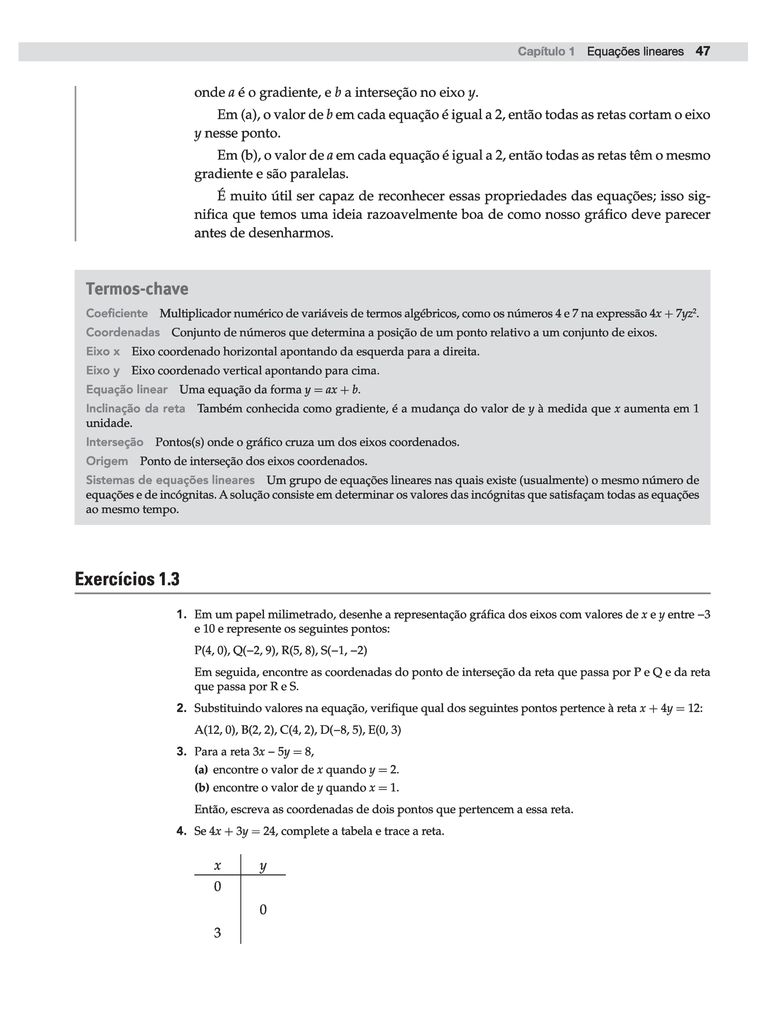 Capítulo 1 Equações lineares 47
onde a é o gradiente, e b a interseção no eixo y.
Em (a), o valor de b em cada equação é igual a 2, então todas as retas cortam o eixo
y nesse ponto.
Em (b), o valor de a em cada equação é igual a 2, então todas as retas têm o mesmo
gradiente e são paralelas.
É muito útil ser capaz de reconhecer essas propriedades das equações; isso sig-
nifica que temos uma ideia razoavelmente boa de como nosso gráfico deve parecer
antes de desenharmos.
Termos-chave
Coeficiente Multiplicador numérico de variáveis de termos algébricos, como os números 4 e 7 na expressão 4x + 7yz².
Coordenadas Conjunto de números que determina a posição de um ponto relativo a um conjunto de eixos.
Eixo x Eixo coordenado horizontal apontando da esquerda para a direita.
Eixo y Eixo coordenado vertical apontando para cima.
Equação linear Uma equação da forma y = ax + b.
Inclinação da reta Também conhecida como gradiente, é a mudança do valor de y à medida que x aumenta em 1
unidade.
Interseção Pontos(s) onde o gráfico cruza um dos eixos coordenados.
Origem Ponto de interseção dos eixos coordenados.
Sistemas de equações lineares Um grupo de equações lineares nas quais existe (usualmente) o mesmo número de
equações e de incógnitas. A solução consiste em determinar os valores das incógnitas que satisfaçam todas as equações
ao mesmo tempo.
Exercícios 1.3
1. Em um papel milimetrado, desenhe a representação gráfica dos eixos com valores de x e y entre −3
e 10 e represente os seguintes pontos:
P(4, 0), Q(−2, 9), R(5, 8), S(−1, −2)
Em seguida, encontre as coordenadas do ponto de interseção da reta que passa por P e Q e da reta
que passa por R e S.
2. Substituindo valores na equação, verifique qual dos seguintes pontos pertence à reta x + 4y = 12:
A(12, 0), B(2, 2), C(4, 2), D(−8, 5), E(0, 3)
3. Para a reta 3x − 5y = 8,
(a) encontre o valor de x quando y = 2.
(b) encontre o valor de y quando x = 1.
Então, escreva as coordenadas de dois pontos que pertencem a essa reta.
4. Se 4x + 3y = 24, complete a tabela e trace a reta.
x y
0
0
3